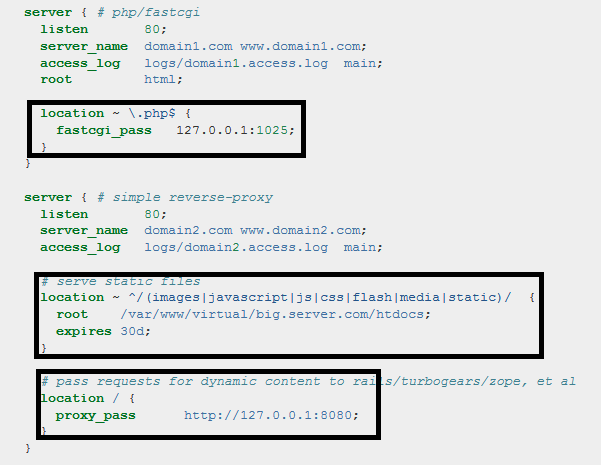 server { # php/fastcgi
listen 80;
server_name domain1.com www.domain1.com;
access_log logs/domain1.access.log main;
root html;
location ~ \.php$ {
fastcgi_pass 127.0.0.1:1025;
}
}
server { # simple reverse-proxy
listen 80;
server_name domain2.com www.domain2.com;
access_log logs/domain2.access.log main;
# serve static files
location ~ ^/(images|javascript|js|css|flash|media|static)/ {
root /var/www/virtual/big.server.com/htdocs;
expires 30d;
}
# pass requests for dynamic content to rails/turbogears/zope, et al
location / {
proxy_pass http://127.0.0.1:8080;
}
}